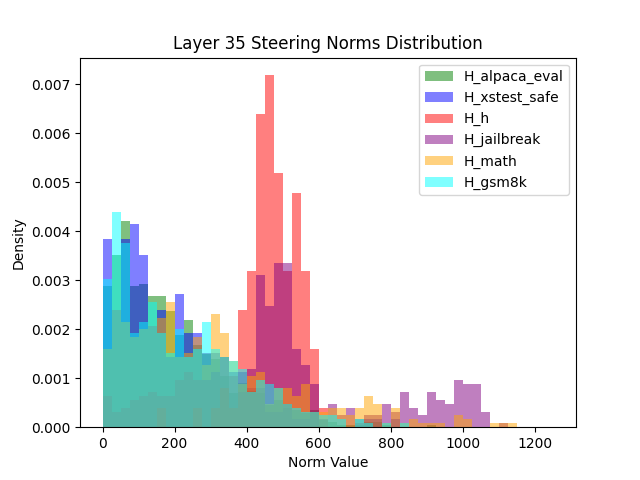 Layer 35 Steering Norms Distribution
H_alpaca_eval
H_xstest_safe
H_h
H_jailbreak
H_math
H_gsm8k
Density
0.007
0.006
0.005
0.004
0.003
0.002
0.001
0.000
0
200
400
600
800
1000
1200
Norm Value